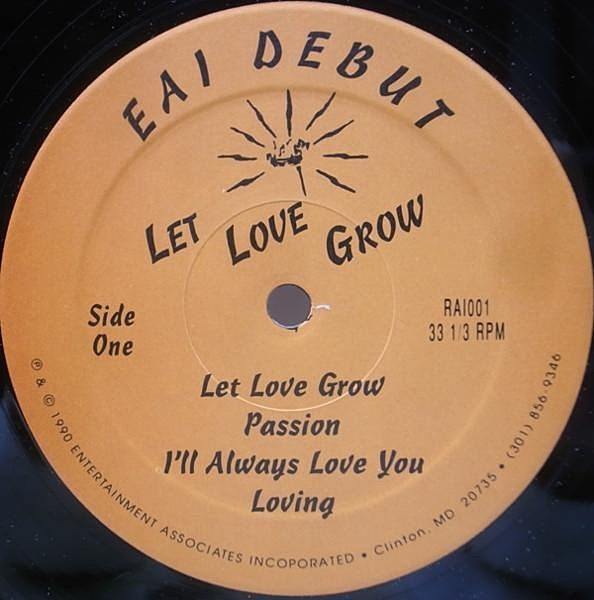 EAI DEBUT
LET LOVE GROW
Side
One
RAI001
33 1/3 RPM
Let Love Grow
Passion
I'll Always Love You
Loving
℗ & © 1990 ENTERTAINMENT ASSOCIATES INCOPORATED • Clinton, MD 20735 • (301) 856-9346